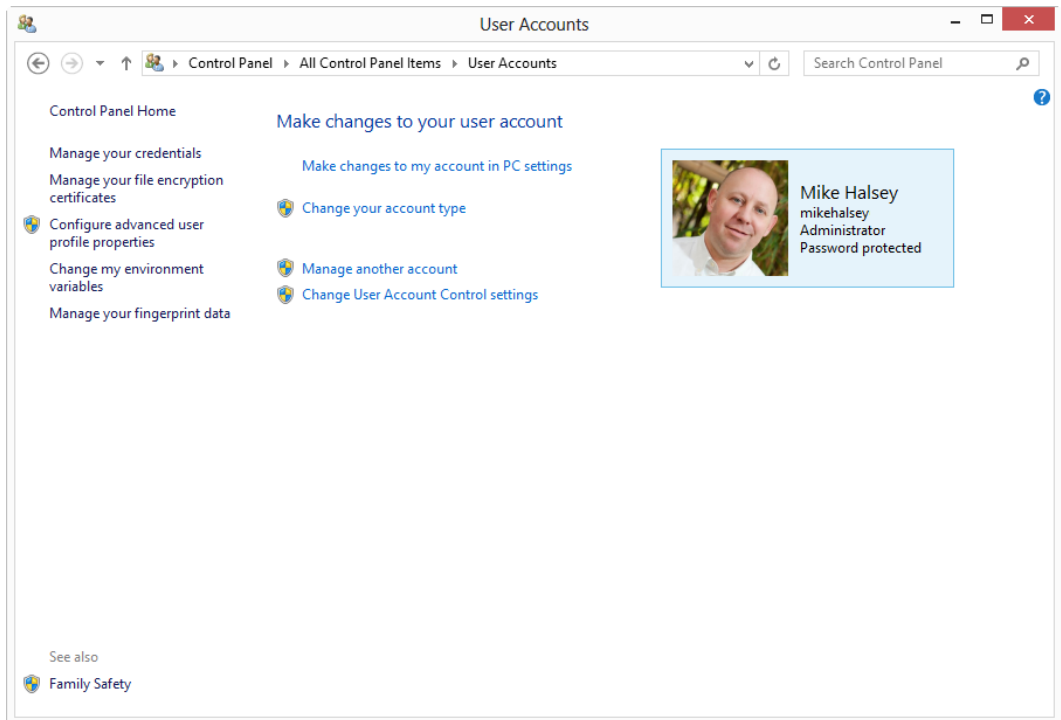 User Accounts
Control Panel All Control Panel Items User Accounts
Search Control Panel
Control Panel Home
Manage your credentials
Manage your file encryption
certificates
Configure advanced user
profile properties
Change my environment
variables
Manage your fingerprint data
Make changes to your user account
Make changes to my account in PC settings
Change your account type
Manage another account
Change User Account Control settings
Mike Halsey
mikehalsey
Administrator
Password protected
See also
Family Safety